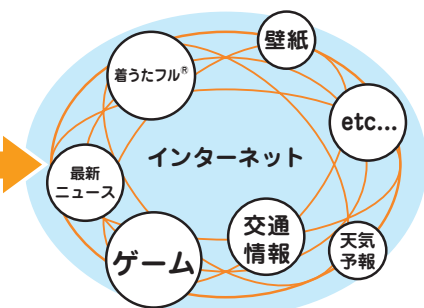 壁紙
着うたフル®
etc...
インターネット
最新
ニュース
交通
情報
天気
予報
ゲーム